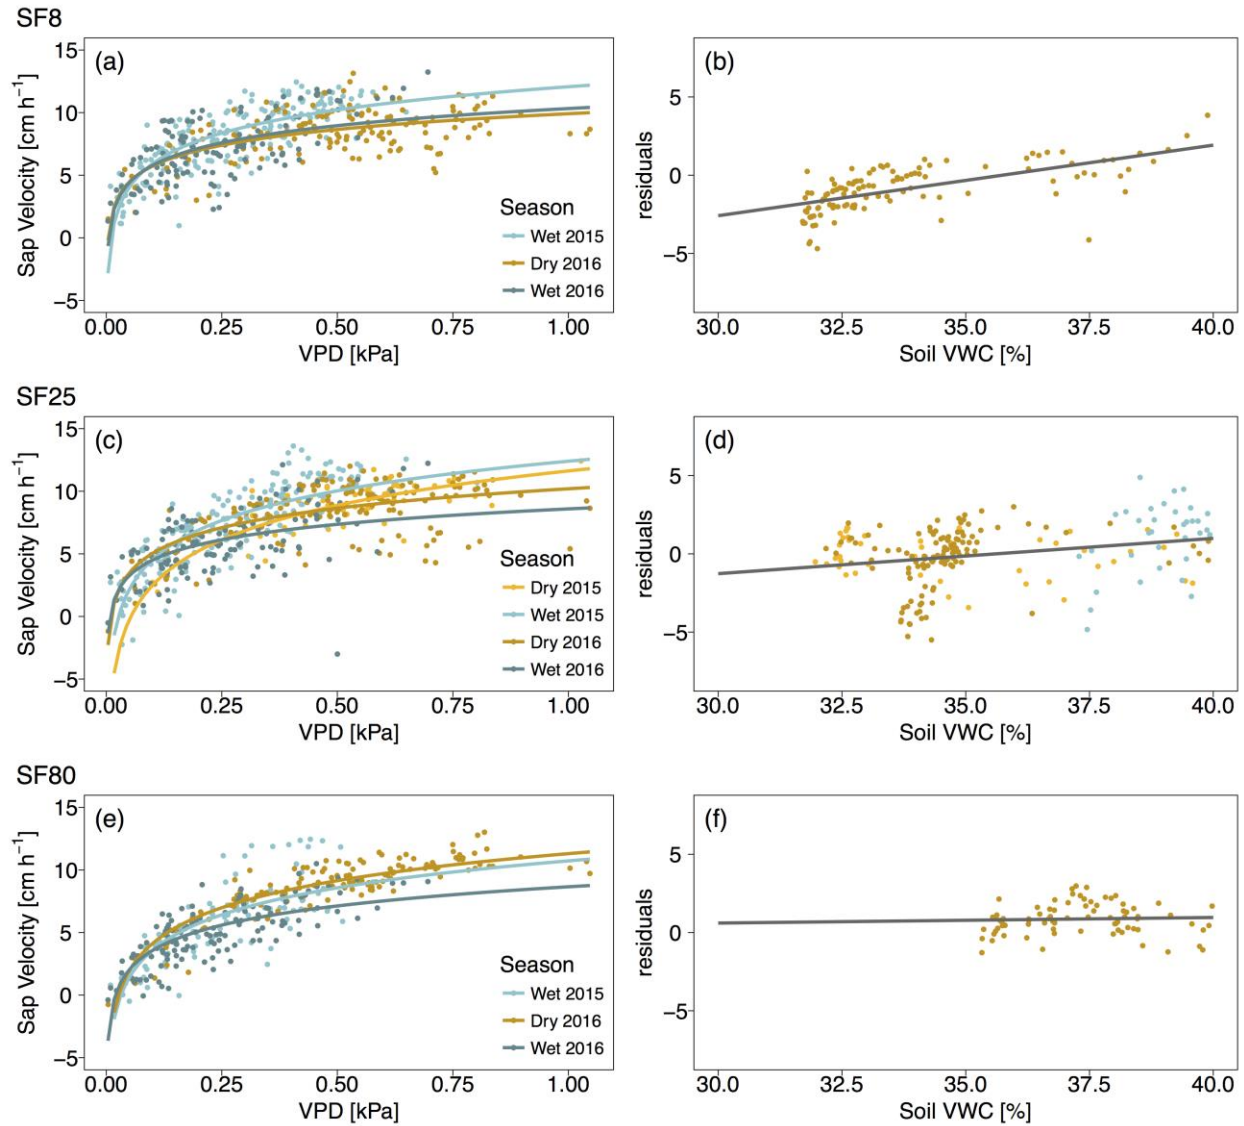 SF8
(a)
15
10
5
0
−5
Sap Velocity [cm h⁻¹]
0.00 0.25 0.50 0.75 1.00
VPD [kPa]
Season
Wet 2015
Dry 2016
Wet 2016
(b)
5
0
−5
residuals
30.0 32.5 35.0 37.5 40.0
Soil VWC [%]
SF25
(c)
15
10
5
0
−5
Sap Velocity [cm h⁻¹]
0.00 0.25 0.50 0.75 1.00
VPD [kPa]
Season
Dry 2015
Wet 2015
Dry 2016
Wet 2016
(d)
5
0
−5
residuals
30.0 32.5 35.0 37.5 40.0
Soil VWC [%]
SF80
(e)
15
10
5
0
−5
Sap Velocity [cm h⁻¹]
0.00 0.25 0.50 0.75 1.00
VPD [kPa]
Season
Wet 2015
Dry 2016
Wet 2016
(f)
5
0
−5
residuals
30.0 32.5 35.0 37.5 40.0
Soil VWC [%]